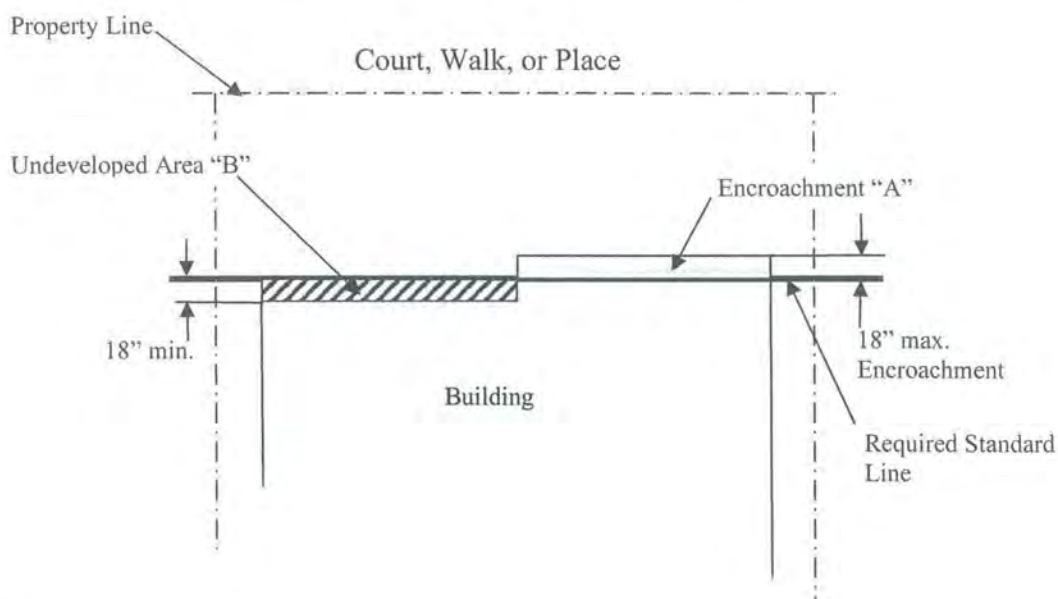 Property Line
Court, Walk, or Place
Undeveloped Area “B”
Encroachment “A”
18” min.
18” max.
Encroachment
Building
Required Standard
Line